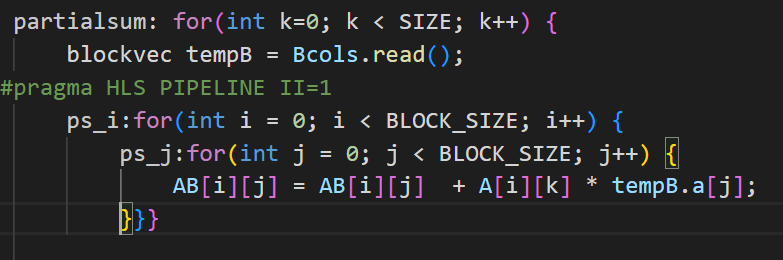 partialsum: for(int k=0; k < SIZE; k++) {
blockvec tempB = Bcols.read();
#pragma HLS PIPELINE II=1
ps_i:for(int i = 0; i < BLOCK_SIZE; i++) {
ps_j:for(int j = 0; j < BLOCK_SIZE; j++) {
AB[i][j] = AB[i][j]  + A[i][k] * tempB.a[j];
}}}